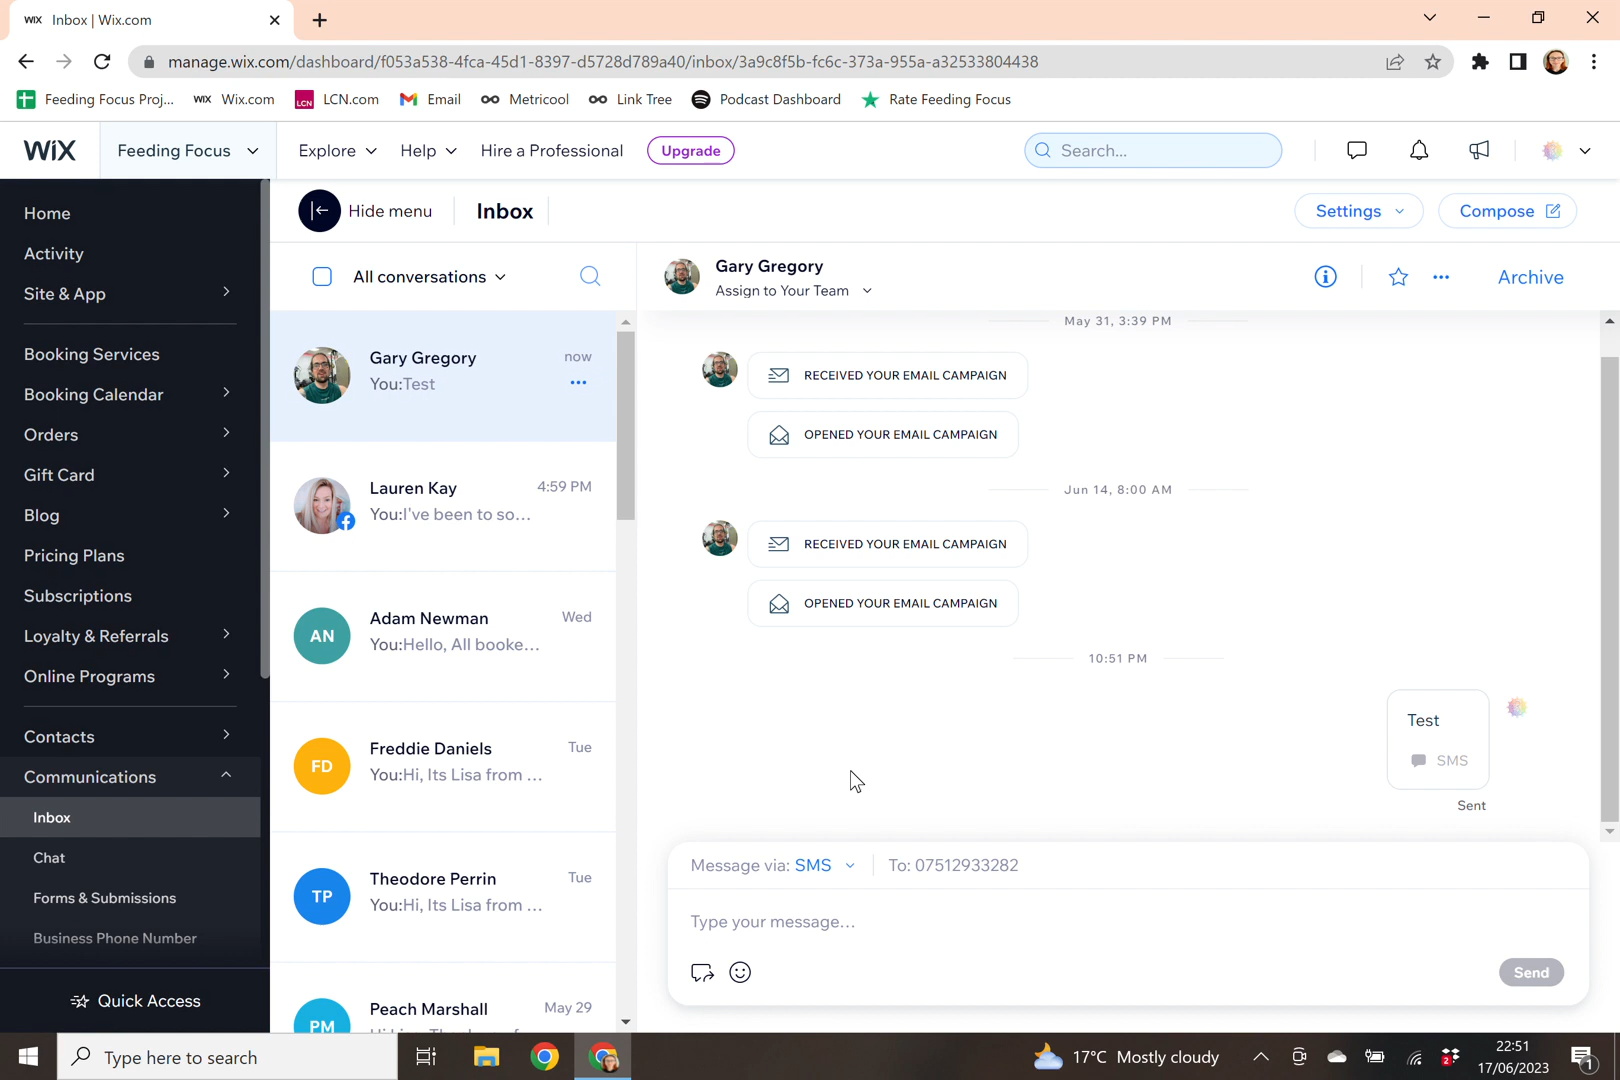 WIX Inbox | Wix.com
manage.wix.com/dashboard/f053a538-4fca-45d1-8397-d5728d789a40/inbox/3a9c8f5b-fc6c-373a-955a-a32533804438
Feeding Focus Proj... WIX Wix.com LCN LCN.com Email Metricool Link Tree Podcast Dashboard Rate Feeding Focus
WIX Feeding Focus Explore Help Hire a Professional Upgrade Search...
Hide menu Inbox Settings Compose
Home
Activity
Site & App
Booking Services
Booking Calendar
Orders
Gift Card
Blog
Pricing Plans
Subscriptions
Loyalty & Referrals
Online Programs
Contacts
Communications
Inbox
Chat
Forms & Submissions
Business Phone Number
Quick Access
All conversations
Gary Gregory now
You:Test
Lauren Kay 4:59 PM
You:I've been to so...
AN Adam Newman Wed
You:Hello, All booke...
FD Freddie Daniels Tue
You:Hi, Its Lisa from ...
TP Theodore Perrin Tue
You:Hi, Its Lisa from ...
PM Peach Marshall May 29
Gary Gregory
Assign to Your Team
Archive
May 31, 3:39 PM
RECEIVED YOUR EMAIL CAMPAIGN
OPENED YOUR EMAIL CAMPAIGN
Jun 14, 8:00 AM
RECEIVED YOUR EMAIL CAMPAIGN
OPENED YOUR EMAIL CAMPAIGN
10:51 PM
Test
SMS
Sent
Message via: SMS To: 07512933282
Type your message...
Send
Type here to search
17°C Mostly cloudy
2
22:51
17/06/2023
1